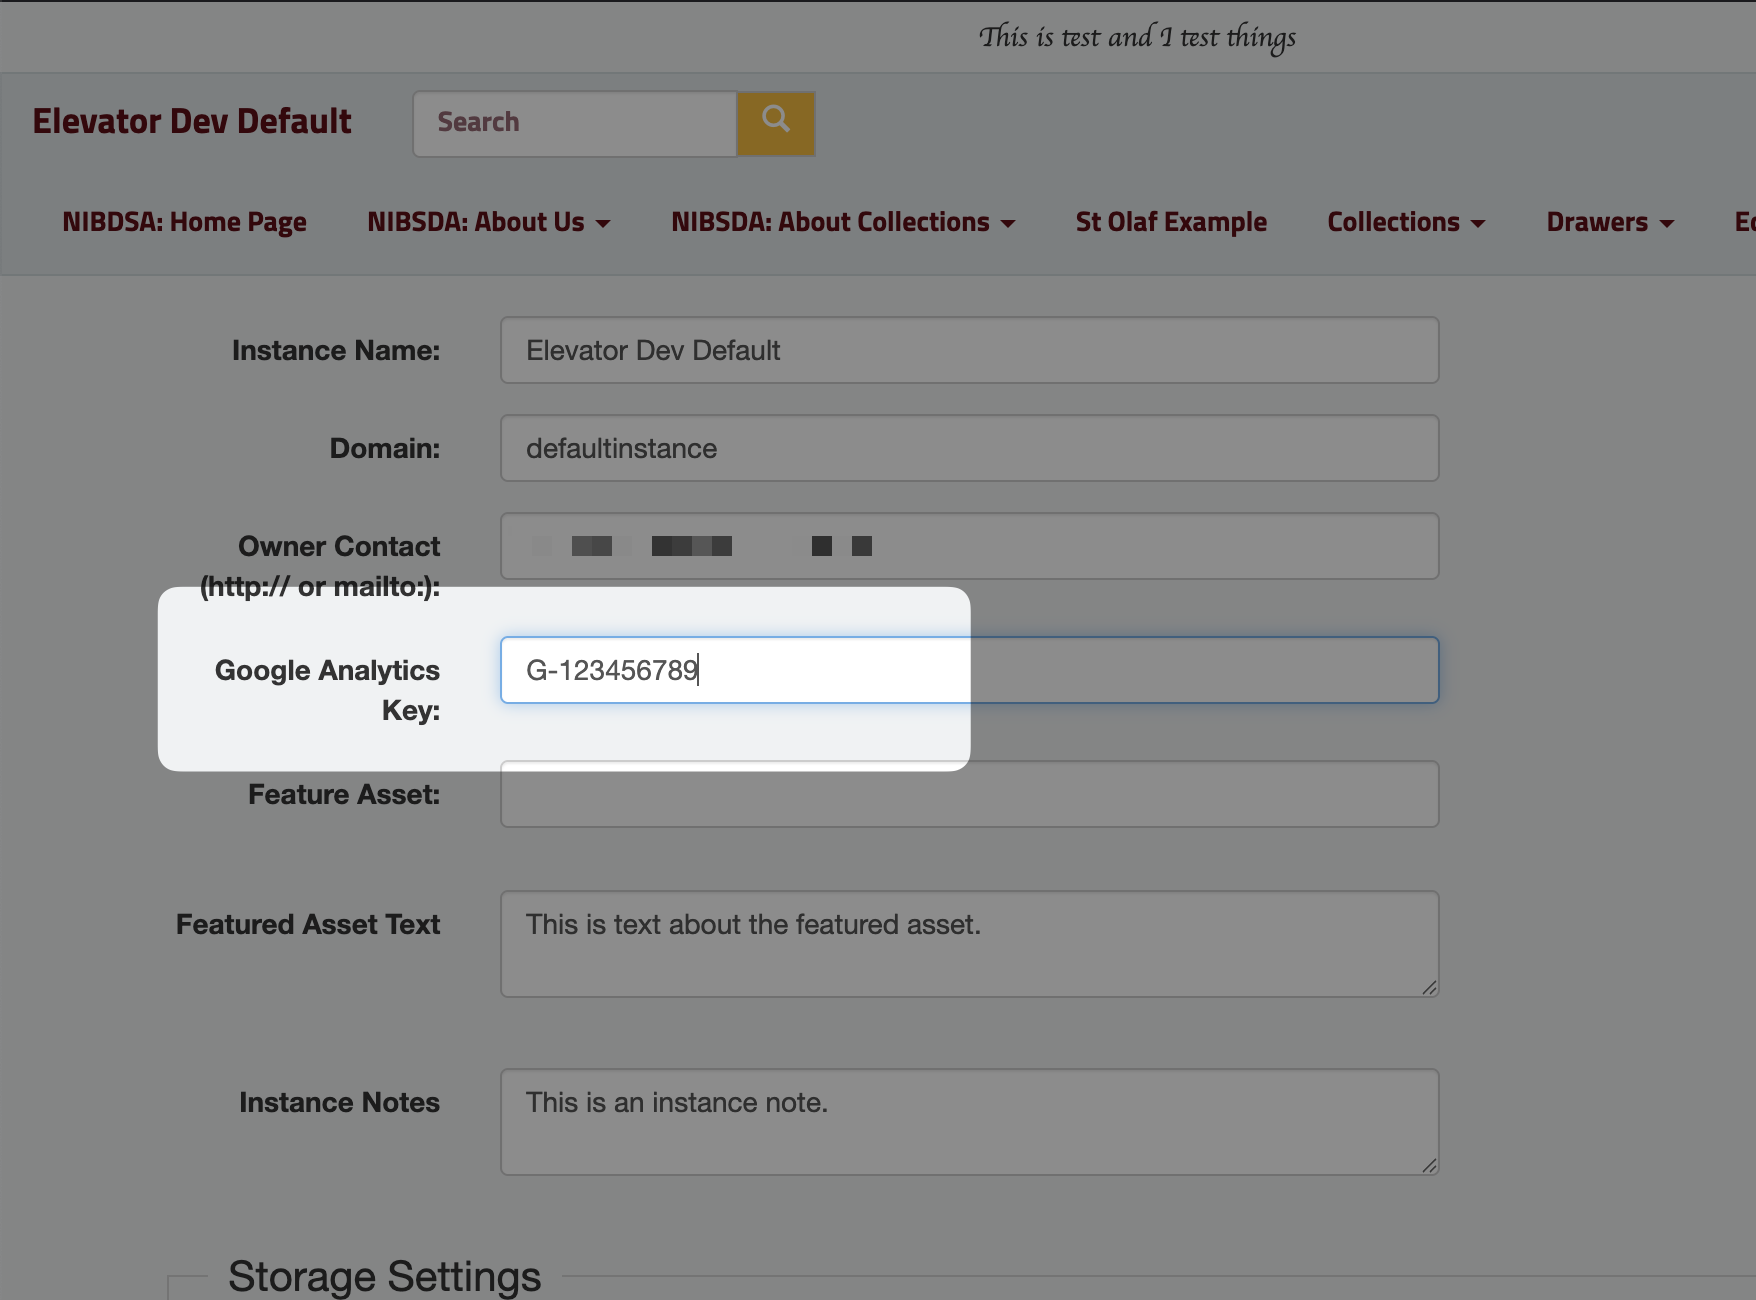 This is test and I test things
Elevator Dev Default
Search
NIBDSA: Home Page NIBSDA: About Us NIBSDA: About Collections St Olaf Example Collections Drawers
Instance Name: Elevator Dev Default
Domain: defaultinstance
Owner Contact
(http:// or mailto:):
Google Analytics G-123456789
Key:
Feature Asset:
Featured Asset Text This is text about the featured asset.
Instance Notes This is an instance note.
Storage Settings